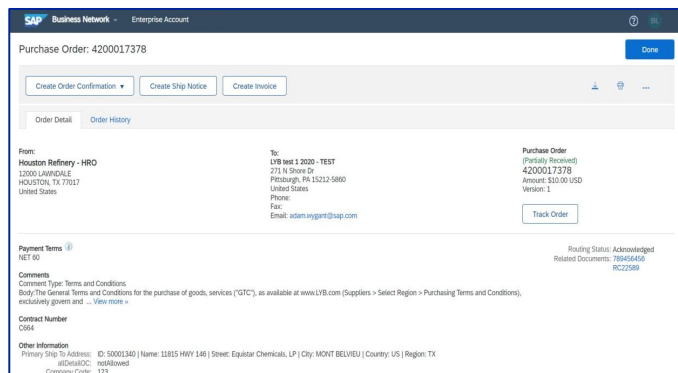 SAP Business Network Enterprise Account ? BL
Purchase Order: 4200017378
Done
Create Order Confirmation ▼ Create Ship Notice Create Invoice ...
Order Detail Order History
From:
Houston Refinery - HRO
12000 LAWNDALE
HOUSTON, TX 77017
United States
To:
LYB test 1 2020 - TEST
271 N Shore Dr
Pittsburgh, PA 15212-5860
United States
Phone:
Fax:
Email: adam.wygant@sap.com
Purchase Order
(Partially Received)
4200017378
Amount: $10.00 USD
Version: 1
Track Order
Payment Terms i
NET 60
Routing Status: Acknowledged
Related Documents: 789456456
RC22589
Comments
Comment Type: Terms and Conditions
Body:The General Terms and Conditions for the purchase of goods, services ("GTC"), as available at www.LYB.com (Suppliers > Select Region > Purchasing Terms and Conditions),
exclusively govern and ... View more »
Contract Number
C664
Other Information
Primary Ship To Address: ID: 50001340 | Name: 11815 HWY 146 | Street: Equistar Chemicals, LP | City: MONT BELVIEU | Country: US | Region: TX
allDetailOC: notAllowed
Company Code: 123